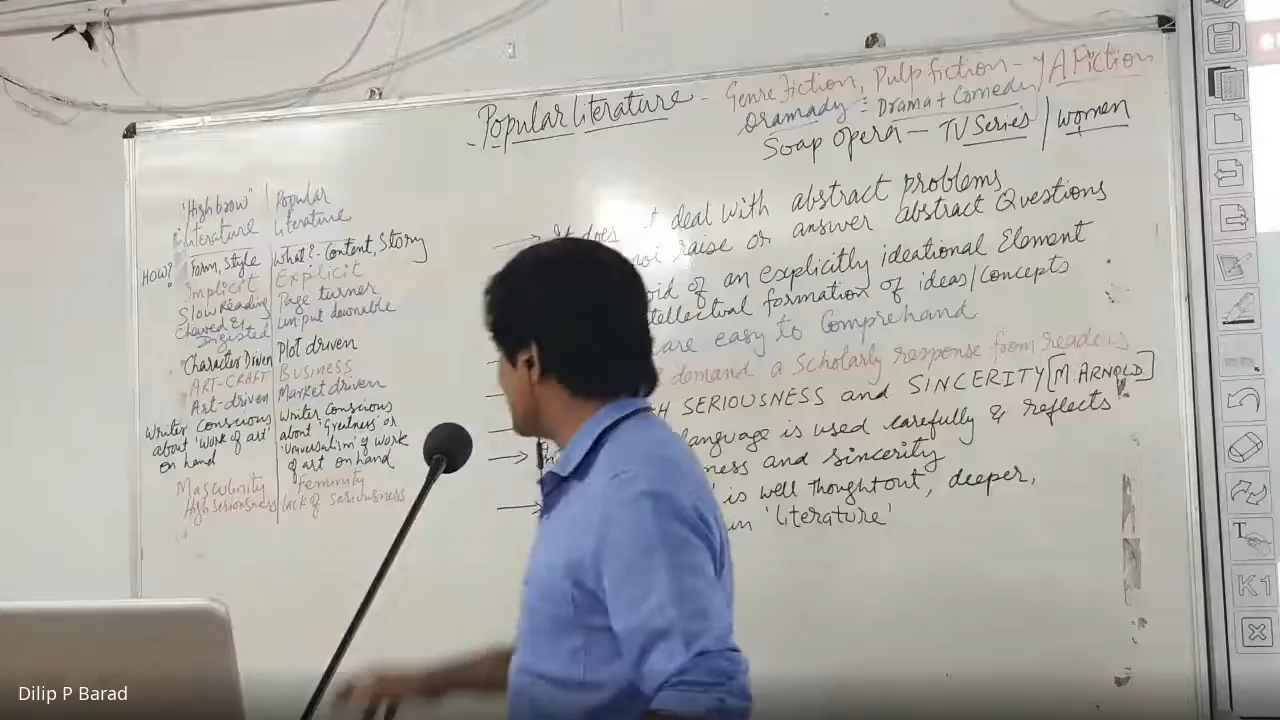 Popular Literature - Genre Fiction, Pulp fiction - YA Fiction
Dramady = Drama + Comedy
Soap opera - TV Series / women
"High brow"
Literature
HOW? Form, Style
Implicit
Slow Reading
Chewed &
Digested
Character Driven
ART-CRAFT
Art-driven
Writer Conscious
about 'work of art'
on hand
Masculinity
High Seriousness
Popular
Literature
What? - Content, Story
Explicit
Page turner
un put downable
Plot driven
BUSINESS
Market driven
Writer Conscious
about 'Greatness' or
'Universalism' of work
of art on hand
Feminity
lack of seriousness
→ It does deal with abstract problems
raise or answer abstract Questions
of an explicitly ideational Element
formation of ideas/concepts
are easy to Comprehend
demand a scholarly response from readers
SERIOUSNESS and SINCERITY [M. ARNOLD]
language is used carefully & reflects
and sincerity
is well thought out, deeper,
in 'literature'
K1
Dilip P Barad